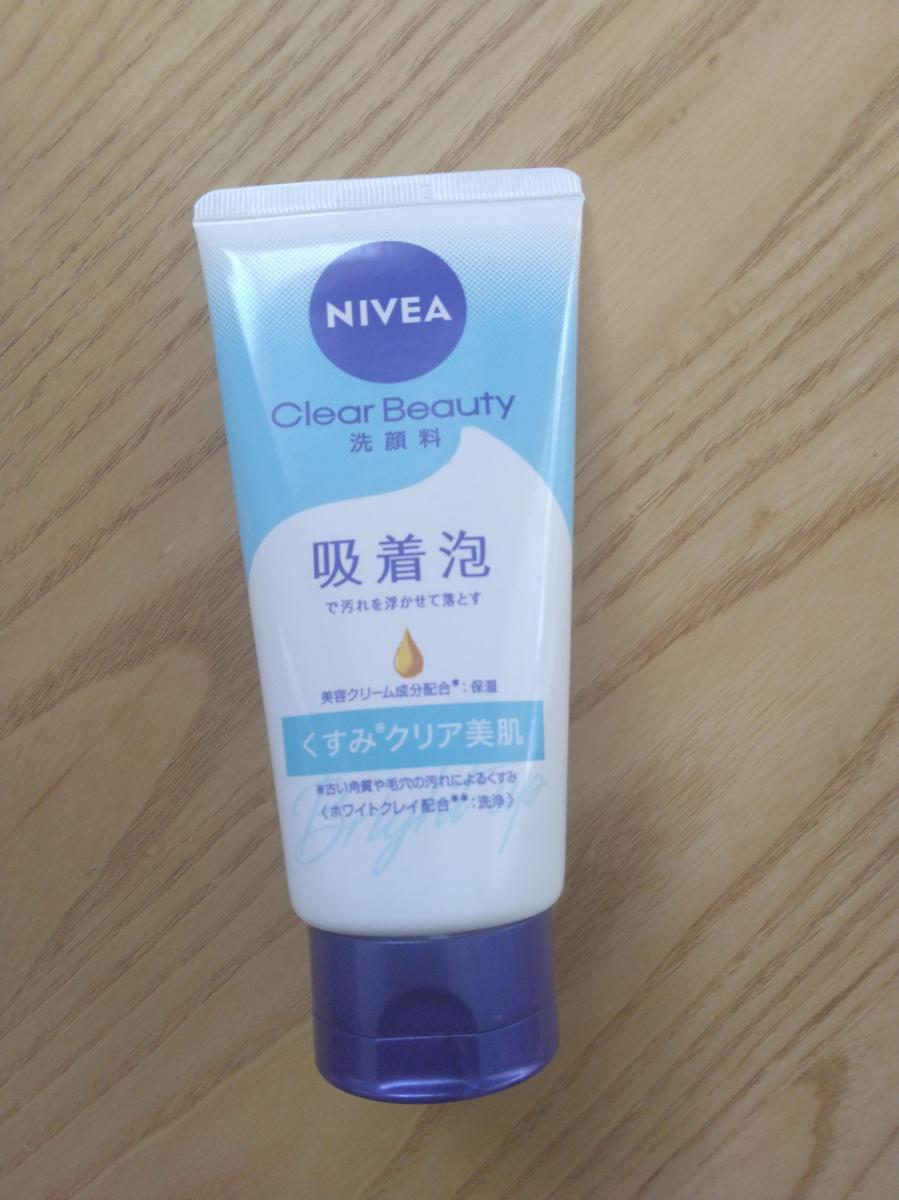 NIVEA
Clear Beauty
洗顔料
吸着泡
で汚れを浮かせて落とす
美容クリーム成分配合*：保湿
くすみ※クリア美肌
※古い角質や毛穴の汚れによるくすみ
〈ホワイトクレイ配合**：洗浄〉
Bright Up